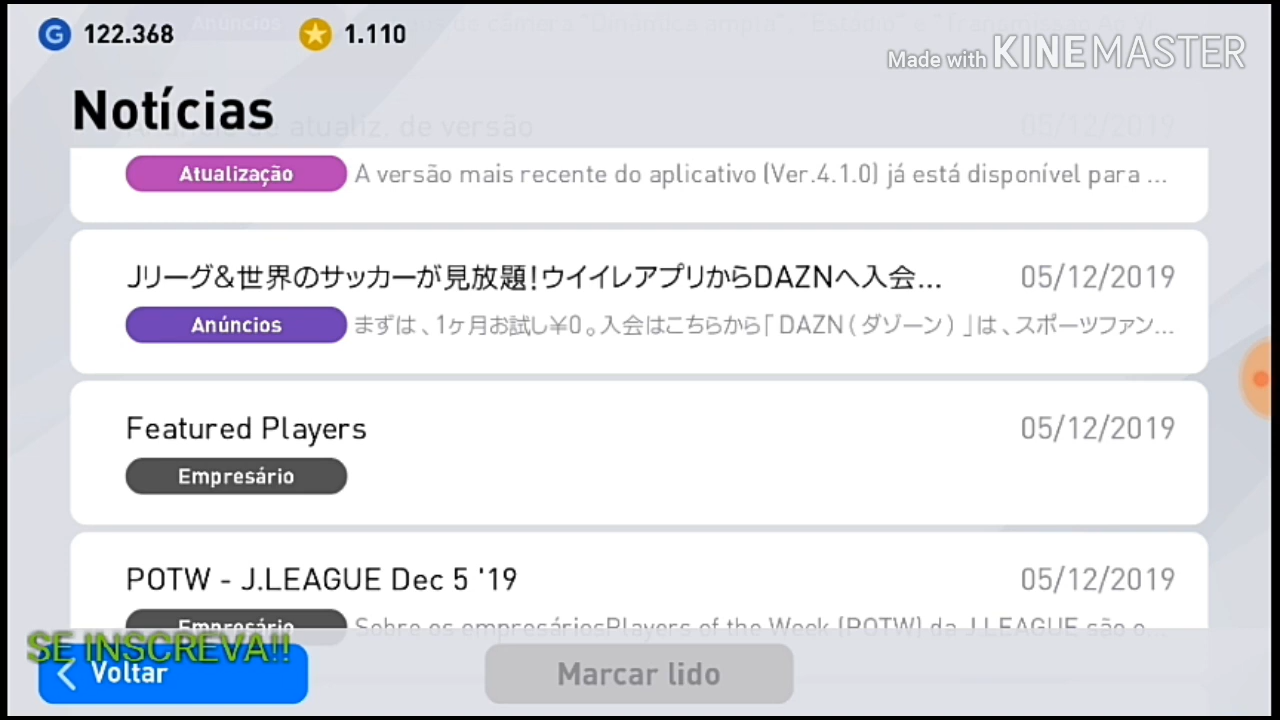 G 122.368 1.110
Made with KINEMASTER
Notícias
de versão 05/12/2019
Atualização A versão mais recente do aplicativo (Ver.4.1.0) já está disponível para ...
Jリーグ&世界のサッカーが見放題!ウイイレアプリからDAZNへ入会... 05/12/2019
Anúncios まずは、1ヶ月お試し¥0。入会はこちらから「DAZN(ダゾーン)」は、スポーツファン...
Featured Players 05/12/2019
Empresário
POTW - J.LEAGUE Dec 5 '19 05/12/2019
Empresário Sobre os empresáriosPlayers of the Week (POTW) da J.LEAGUE são o...
SE INSCREVA!!
Voltar
Marcar lido